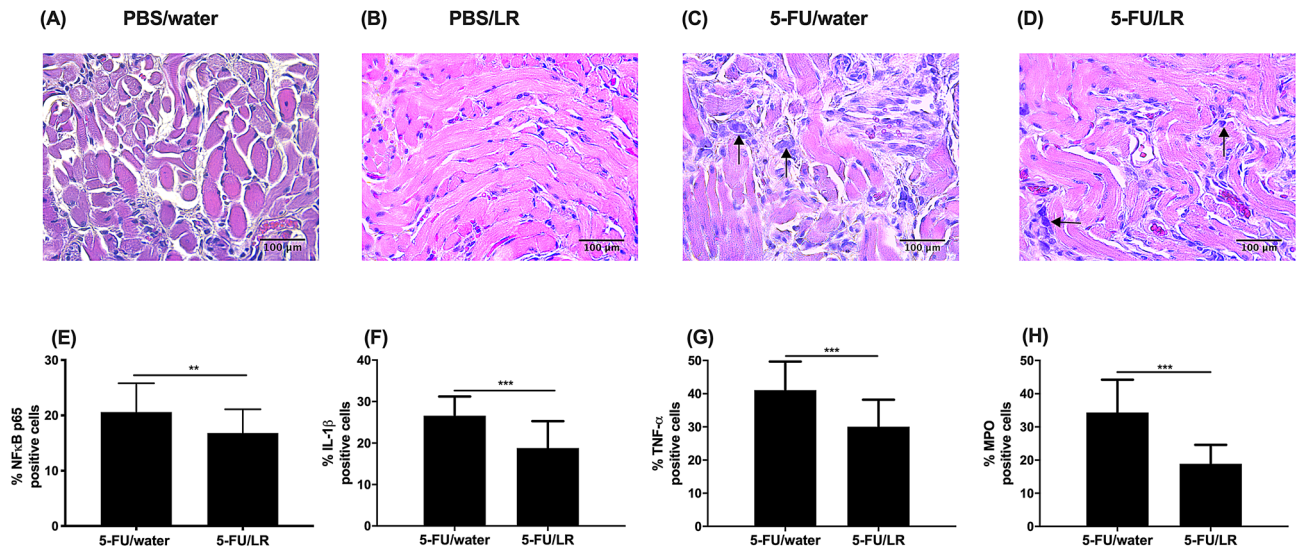 (A) PBS/water
(B) PBS/LR
(C) 5-FU/water
(D) 5-FU/LR
100 µm
100 µm
100 µm
100 µm
(E)
% NFκB p65
positive cells
30
20
10
0
**
5-FU/water 5-FU/LR
(F)
% IL-1β
positive cells
40
30
20
10
0
***
5-FU/water 5-FU/LR
(G)
% TNF-α
positive cells
50
40
30
20
10
0
***
5-FU/water 5-FU/LR
(H)
% MPO
positive cells
50
40
30
20
10
0
***
5-FU/water 5-FU/LR